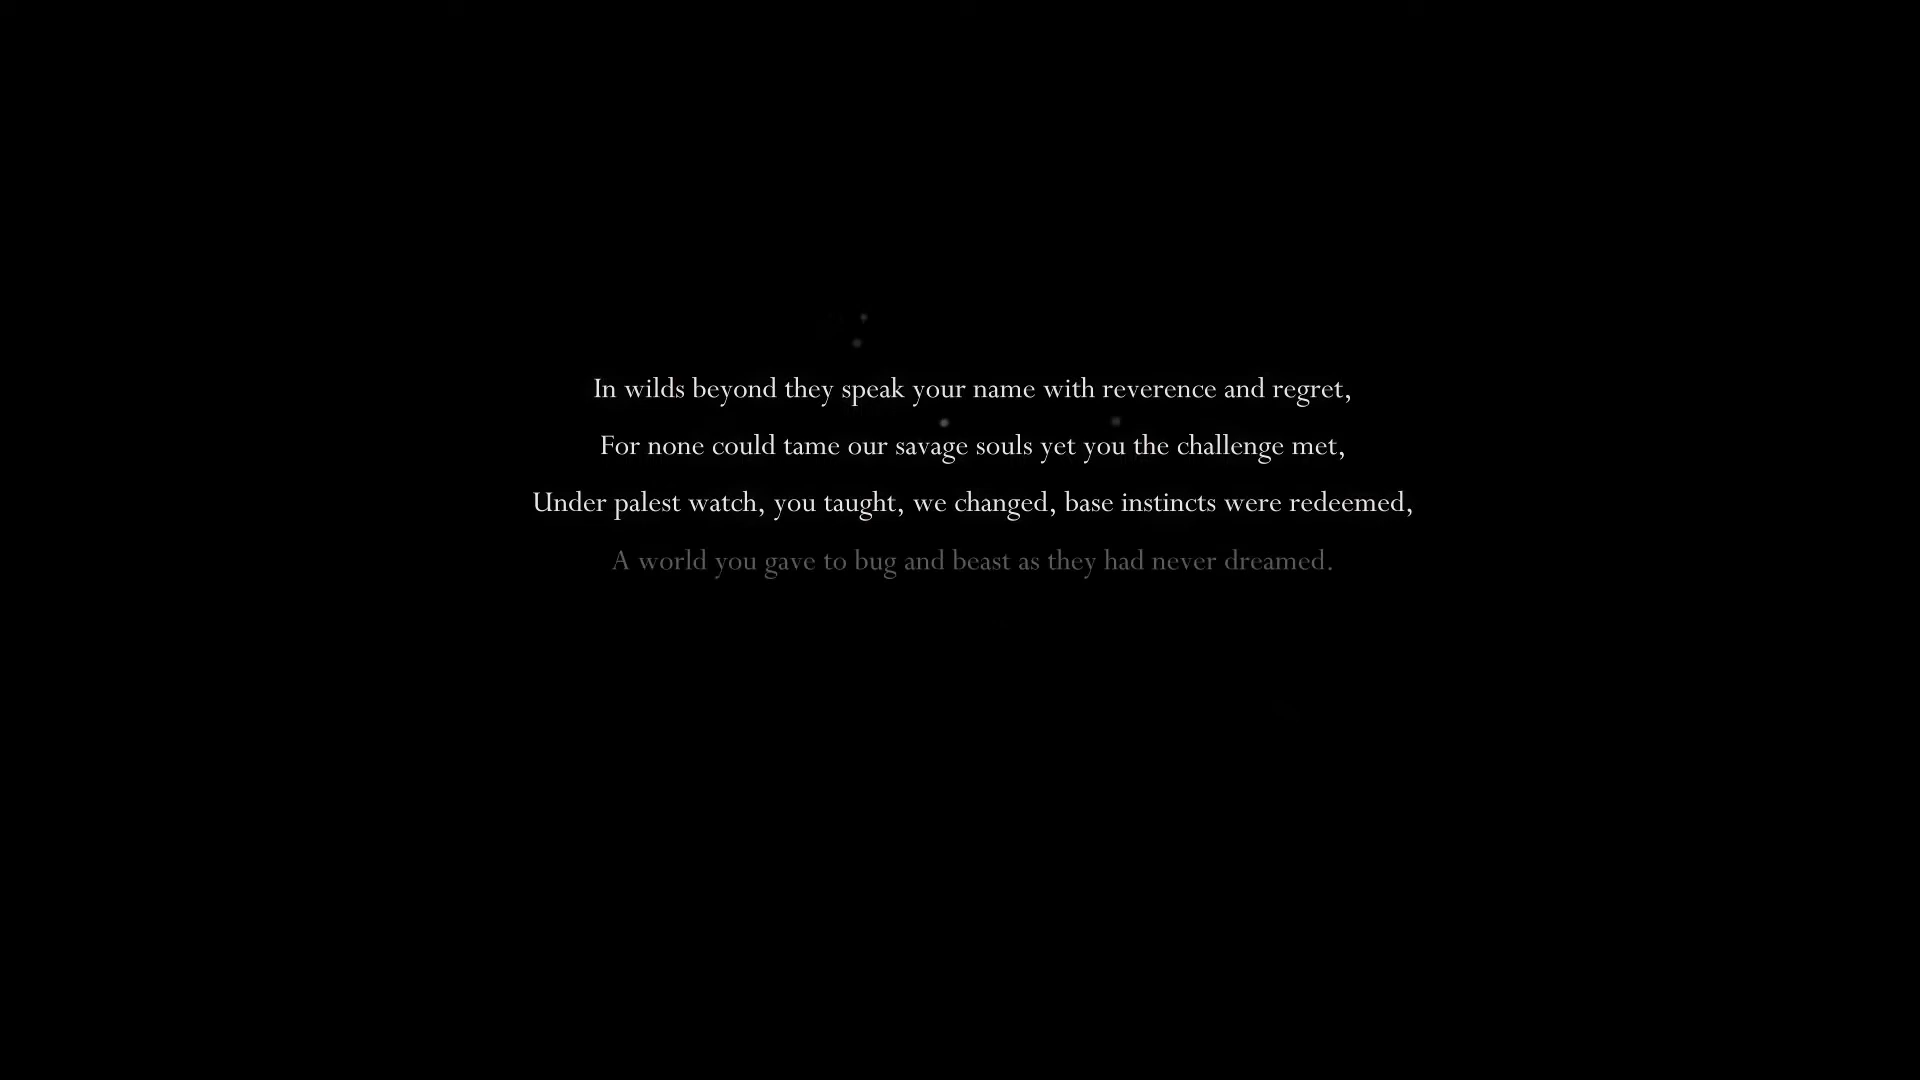 In wilds beyond they speak your name with reverence and regret,
For none could tame our savage souls yet you the challenge met,
Under palest watch, you taught, we changed, base instincts were redeemed,
A world you gave to bug and beast as they had never dreamed.